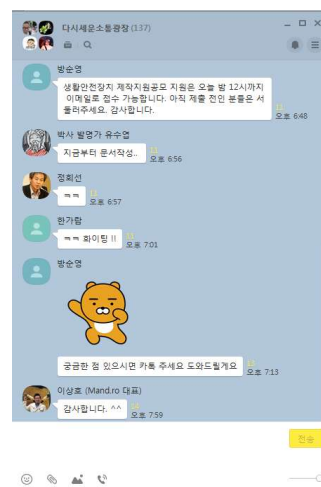 다시세운소통광장 (137)
방순영
생활안전장치 제작지원공모 지원은 오늘 밤 12시까지
이메일로 접수 가능합니다. 아직 제출 전인 분들은 서
둘러주세요. 감사합니다.
오후 6:48
박사 발명가 유수엽
지금부터 문서작성..
오후 6:56
정희선
ㅋㅋ
오후 6:57
한가람
ㅋㅋ 화이팅 !!
오후 7:01
방순영
궁금한 점 있으시면 카톡 주세요 도와드릴게요
오후 7:13
이상호 (Mand.ro 대표)
감사합니다. ^^
오후 7:59
전송